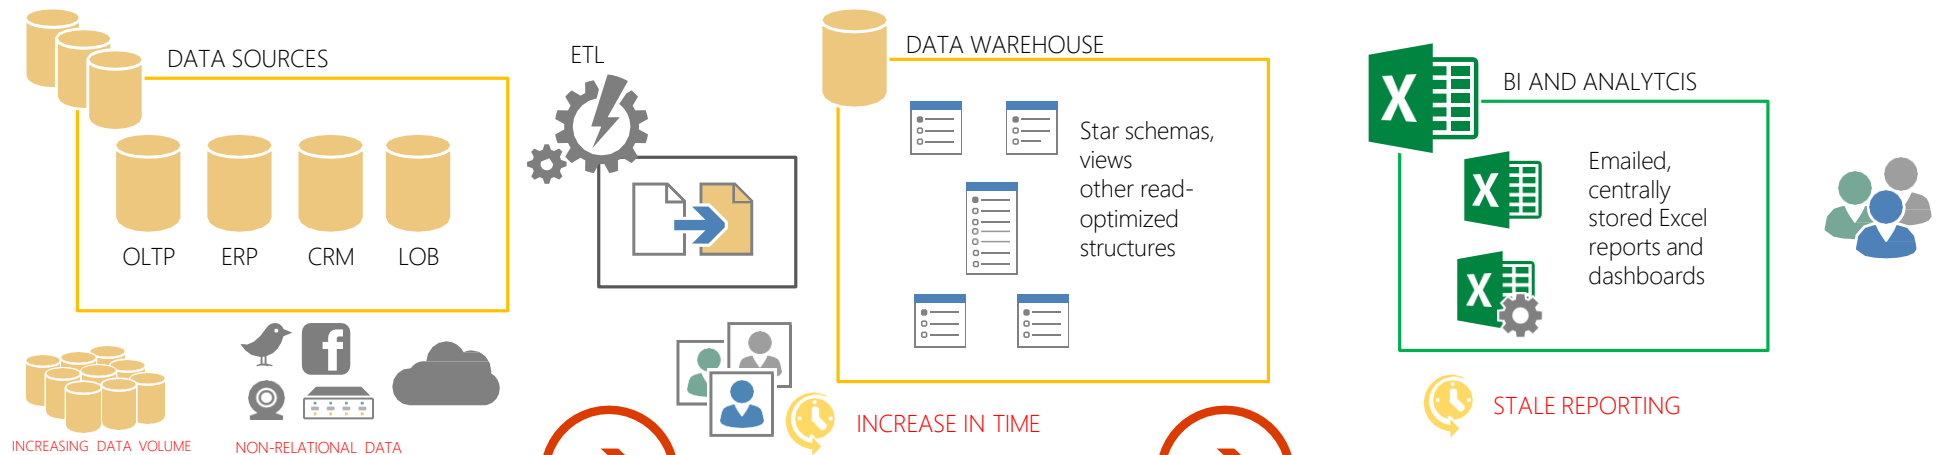 DATA SOURCES
OLTP
ERP
CRM
LOB
INCREASING DATA VOLUME
NON-RELATIONAL DATA
ETL
INCREASE IN TIME
DATA WAREHOUSE
Star schemas,
views
other read-
optimized
structures
BI AND ANALYTCIS
Emailed,
centrally
stored Excel
reports and
dashboards
STALE REPORTING